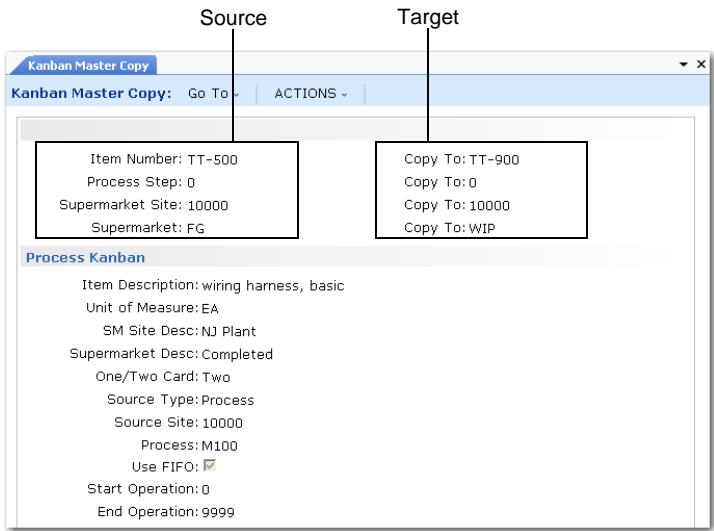 Source Target
Kanban Master Copy
Kanban Master Copy: Go To ACTIONS
Item Number: TT-500 Copy To: TT-900
Process Step: 0 Copy To: 0
Supermarket Site: 10000 Copy To: 10000
Supermarket: FG Copy To: WIP
Process Kanban
Item Description: wiring harness, basic
Unit of Measure: EA
SM Site Desc: NJ Plant
Supermarket Desc: Completed
One/Two Card: Two
Source Type: Process
Source Site: 10000
Process: M100
Use FIFO:
Start Operation: 0
End Operation: 9999